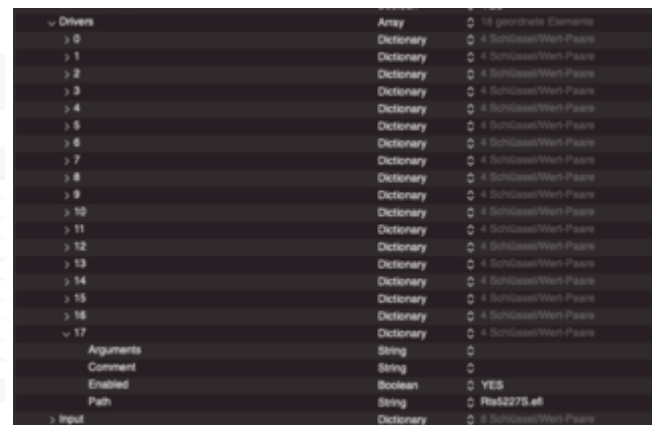 Drivers Array 18 geordnete Elemente
0 Dictionary 4 Schlüssel/Wert-Paare
1 Dictionary 4 Schlüssel/Wert-Paare
2 Dictionary 4 Schlüssel/Wert-Paare
3 Dictionary 4 Schlüssel/Wert-Paare
4 Dictionary 4 Schlüssel/Wert-Paare
5 Dictionary 4 Schlüssel/Wert-Paare
6 Dictionary 4 Schlüssel/Wert-Paare
7 Dictionary 4 Schlüssel/Wert-Paare
8 Dictionary 4 Schlüssel/Wert-Paare
9 Dictionary 4 Schlüssel/Wert-Paare
10 Dictionary 4 Schlüssel/Wert-Paare
11 Dictionary 4 Schlüssel/Wert-Paare
12 Dictionary 4 Schlüssel/Wert-Paare
13 Dictionary 4 Schlüssel/Wert-Paare
14 Dictionary 4 Schlüssel/Wert-Paare
15 Dictionary 4 Schlüssel/Wert-Paare
16 Dictionary 4 Schlüssel/Wert-Paare
17 Dictionary 4 Schlüssel/Wert-Paare
Arguments String
Comment String
Enabled Boolean YES
Path String Rts5227S.efi
Input Dictionary 8 Schlüssel/Wert-Paare